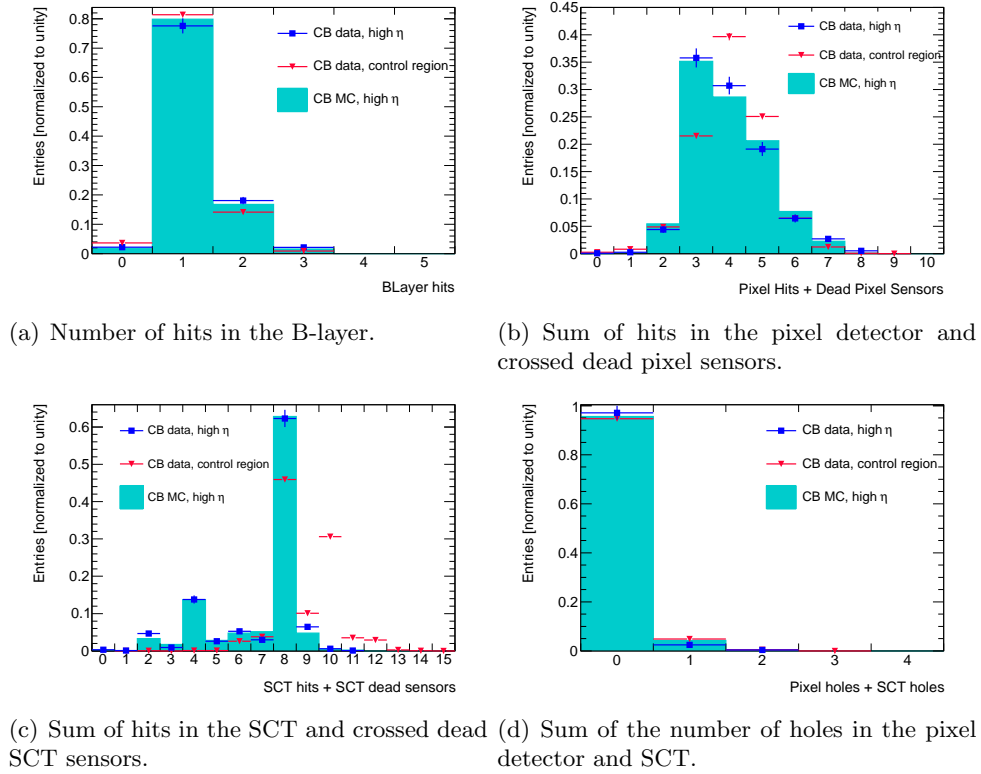 Entries [normalized to unity]
0.8
0.7
0.6
0.5
0.4
0.3
0.2
0.1
0
CB data, high η
CB data, control region
CB MC, high η
0 1 2 3 4 5
BLayer hits
(a) Number of hits in the B-layer.
Entries [normalized to unity]
0.45
0.4
0.35
0.3
0.25
0.2
0.15
0.1
0.05
0
CB data, high η
CB data, control region
CB MC, high η
0 1 2 3 4 5 6 7 8 9 10
Pixel Hits + Dead Pixel Sensors
(b) Sum of hits in the pixel detector and
crossed dead pixel sensors.
Entries [normalized to unity]
0.6
0.5
0.4
0.3
0.2
0.1
0
CB data, high η
CB data, control region
CB MC, high η
0 1 2 3 4 5 6 7 8 9 10 11 12 13 14 15
SCT hits + SCT dead sensors
(c) Sum of hits in the SCT and crossed dead
SCT sensors.
Entries [normalized to unity]
1
0.8
0.6
0.4
0.2
0
CB data, high η
CB data, control region
CB MC, high η
0 1 2 3 4
Pixel holes + SCT holes
(d) Sum of the number of holes in the pixel
detector and SCT.